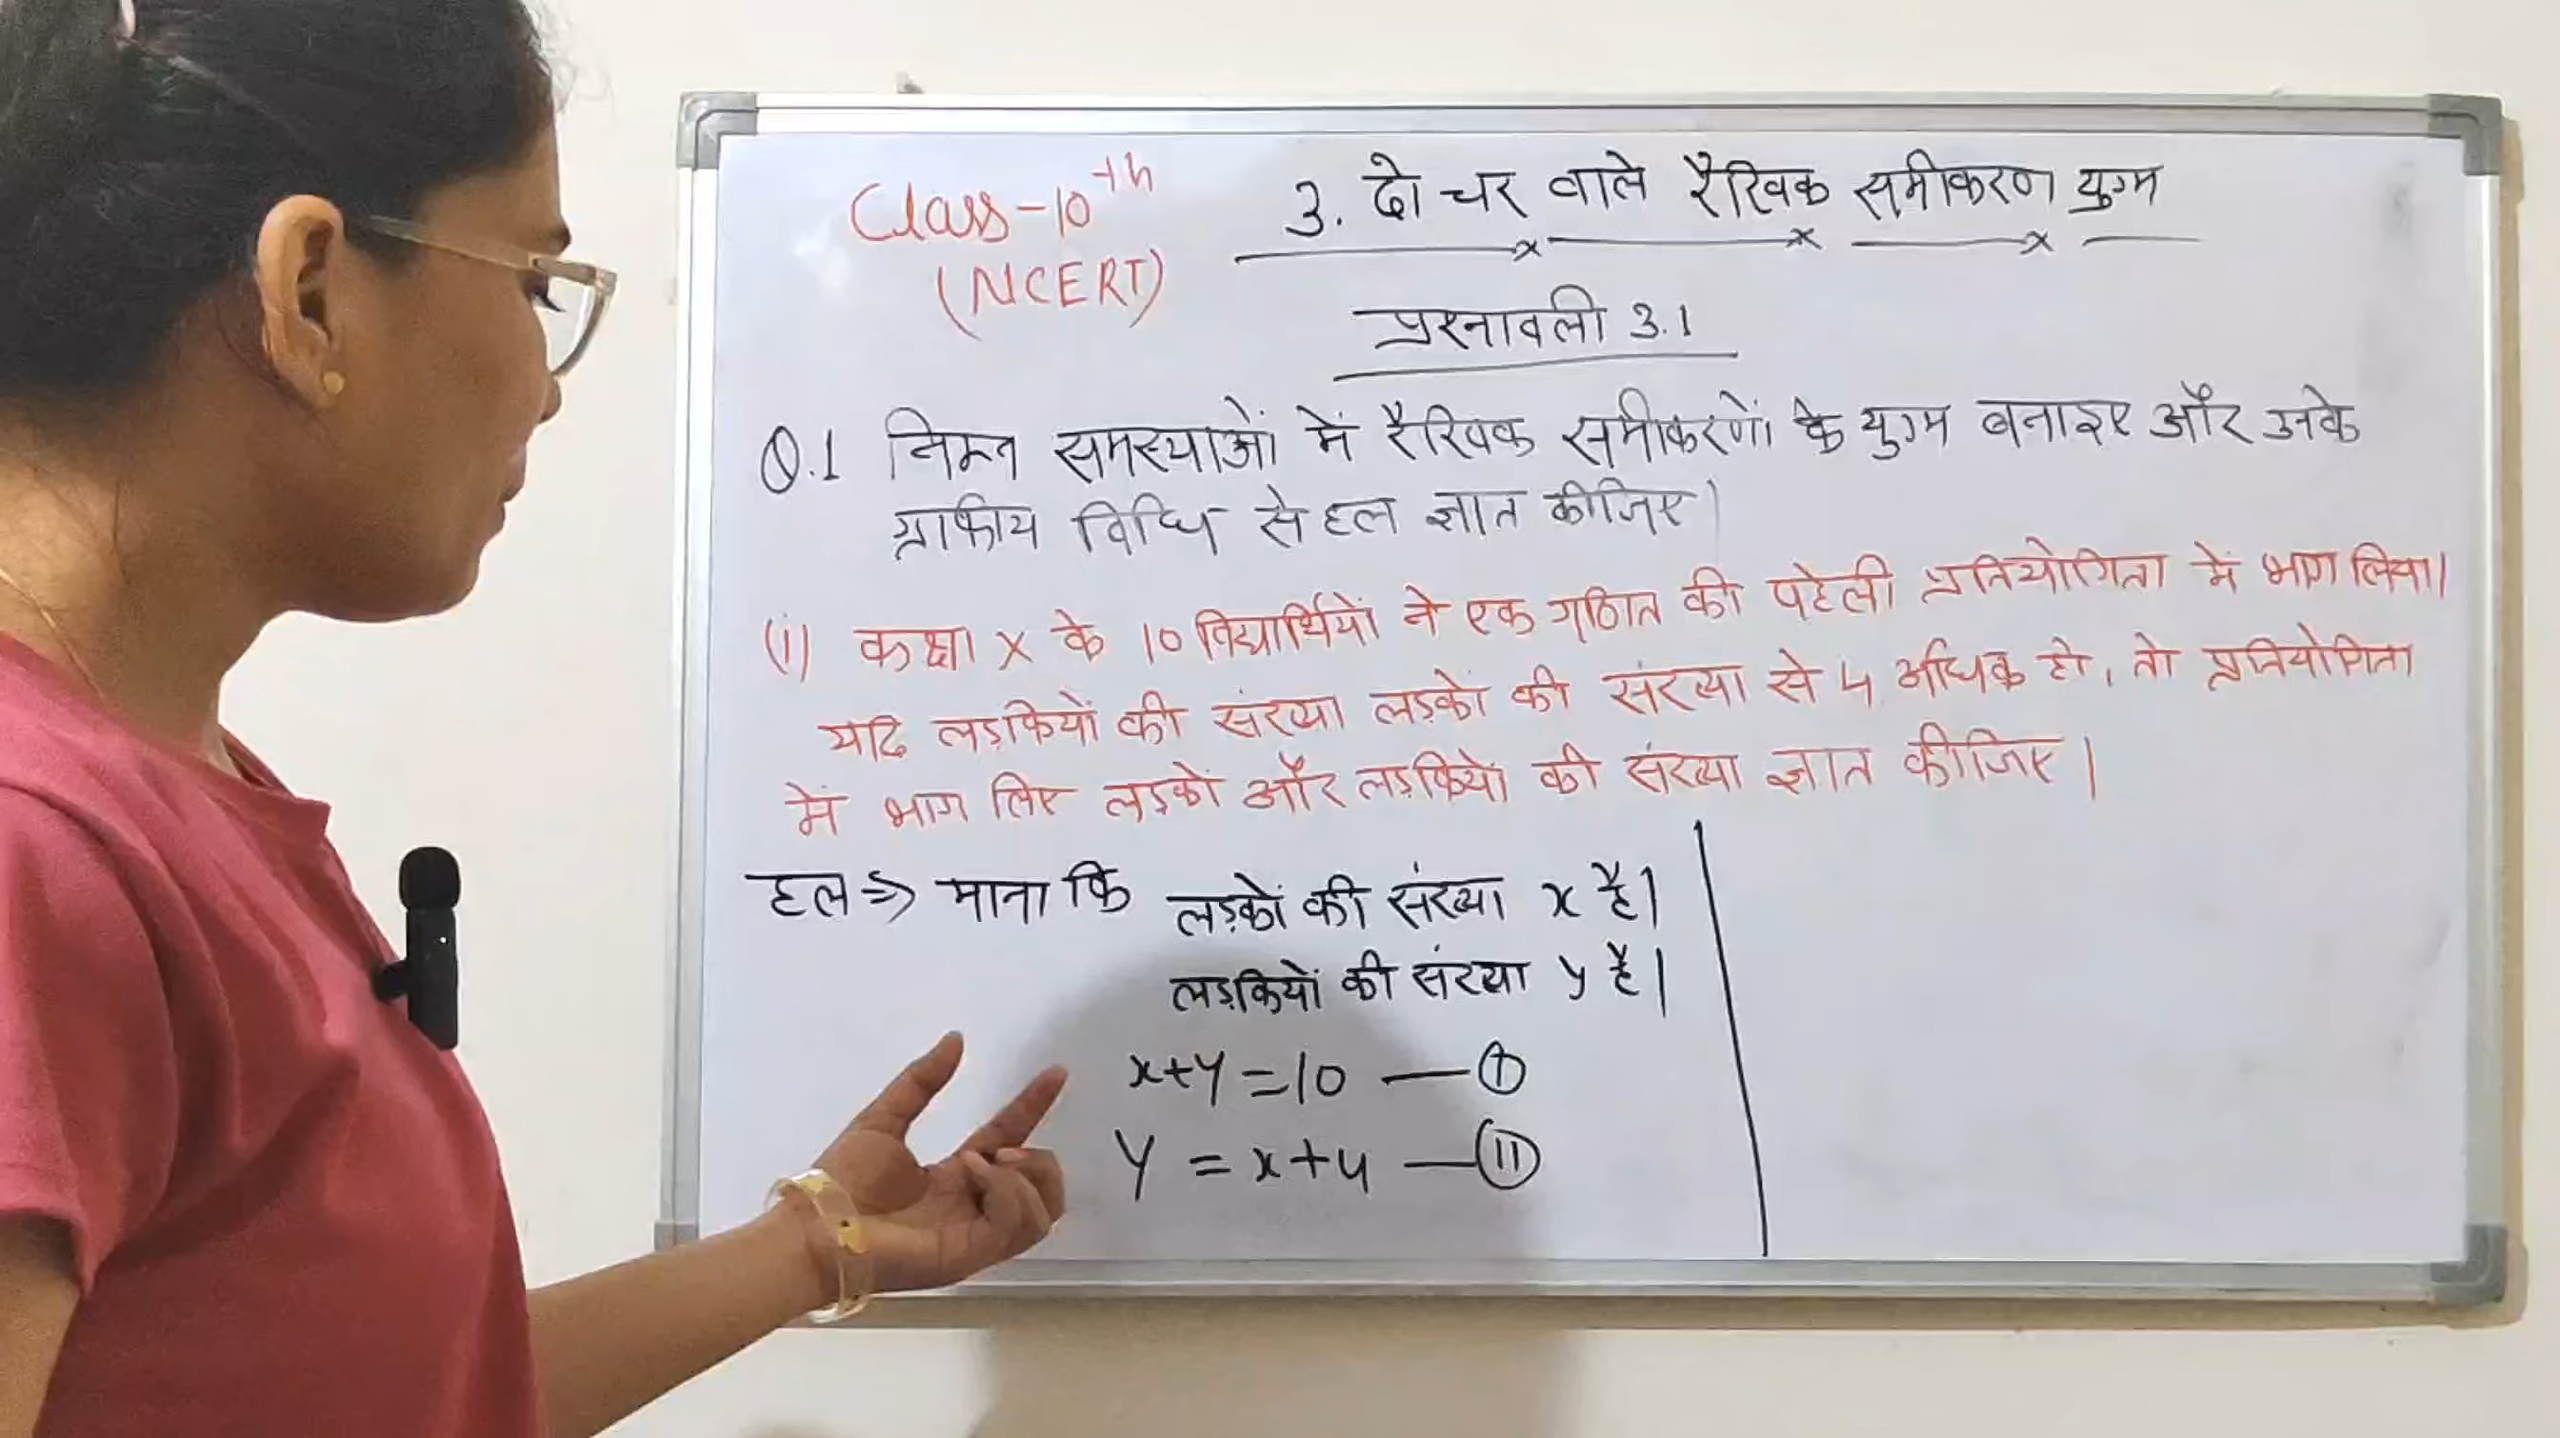 Class-10th
(NCERT)
3. दो चर वाले रैखिक समीकरण युग्म
प्रश्नावली 3.1
Q.1 निम्न समस्याओं में रैखिक समीकरणों के युग्म बनाइए और उनके
ग्राफीय विधि से हल ज्ञात कीजिए।
(i) कक्षा X के 10 विद्यार्थियों ने एक गणित की पहेली प्रतियोगिता में भाग लिया।
यदि लड़कियों की संख्या लड़कों की संख्या से 4 अधिक हो, तो प्रतियोगिता
में भाग लिए लड़कों और लड़कियों की संख्या ज्ञात कीजिए।
हल ⇒ माना कि लड़कों की संख्या x है।
लड़कियों की संख्या y है।
x+y=10 — (I)
y = x+4 — (II)